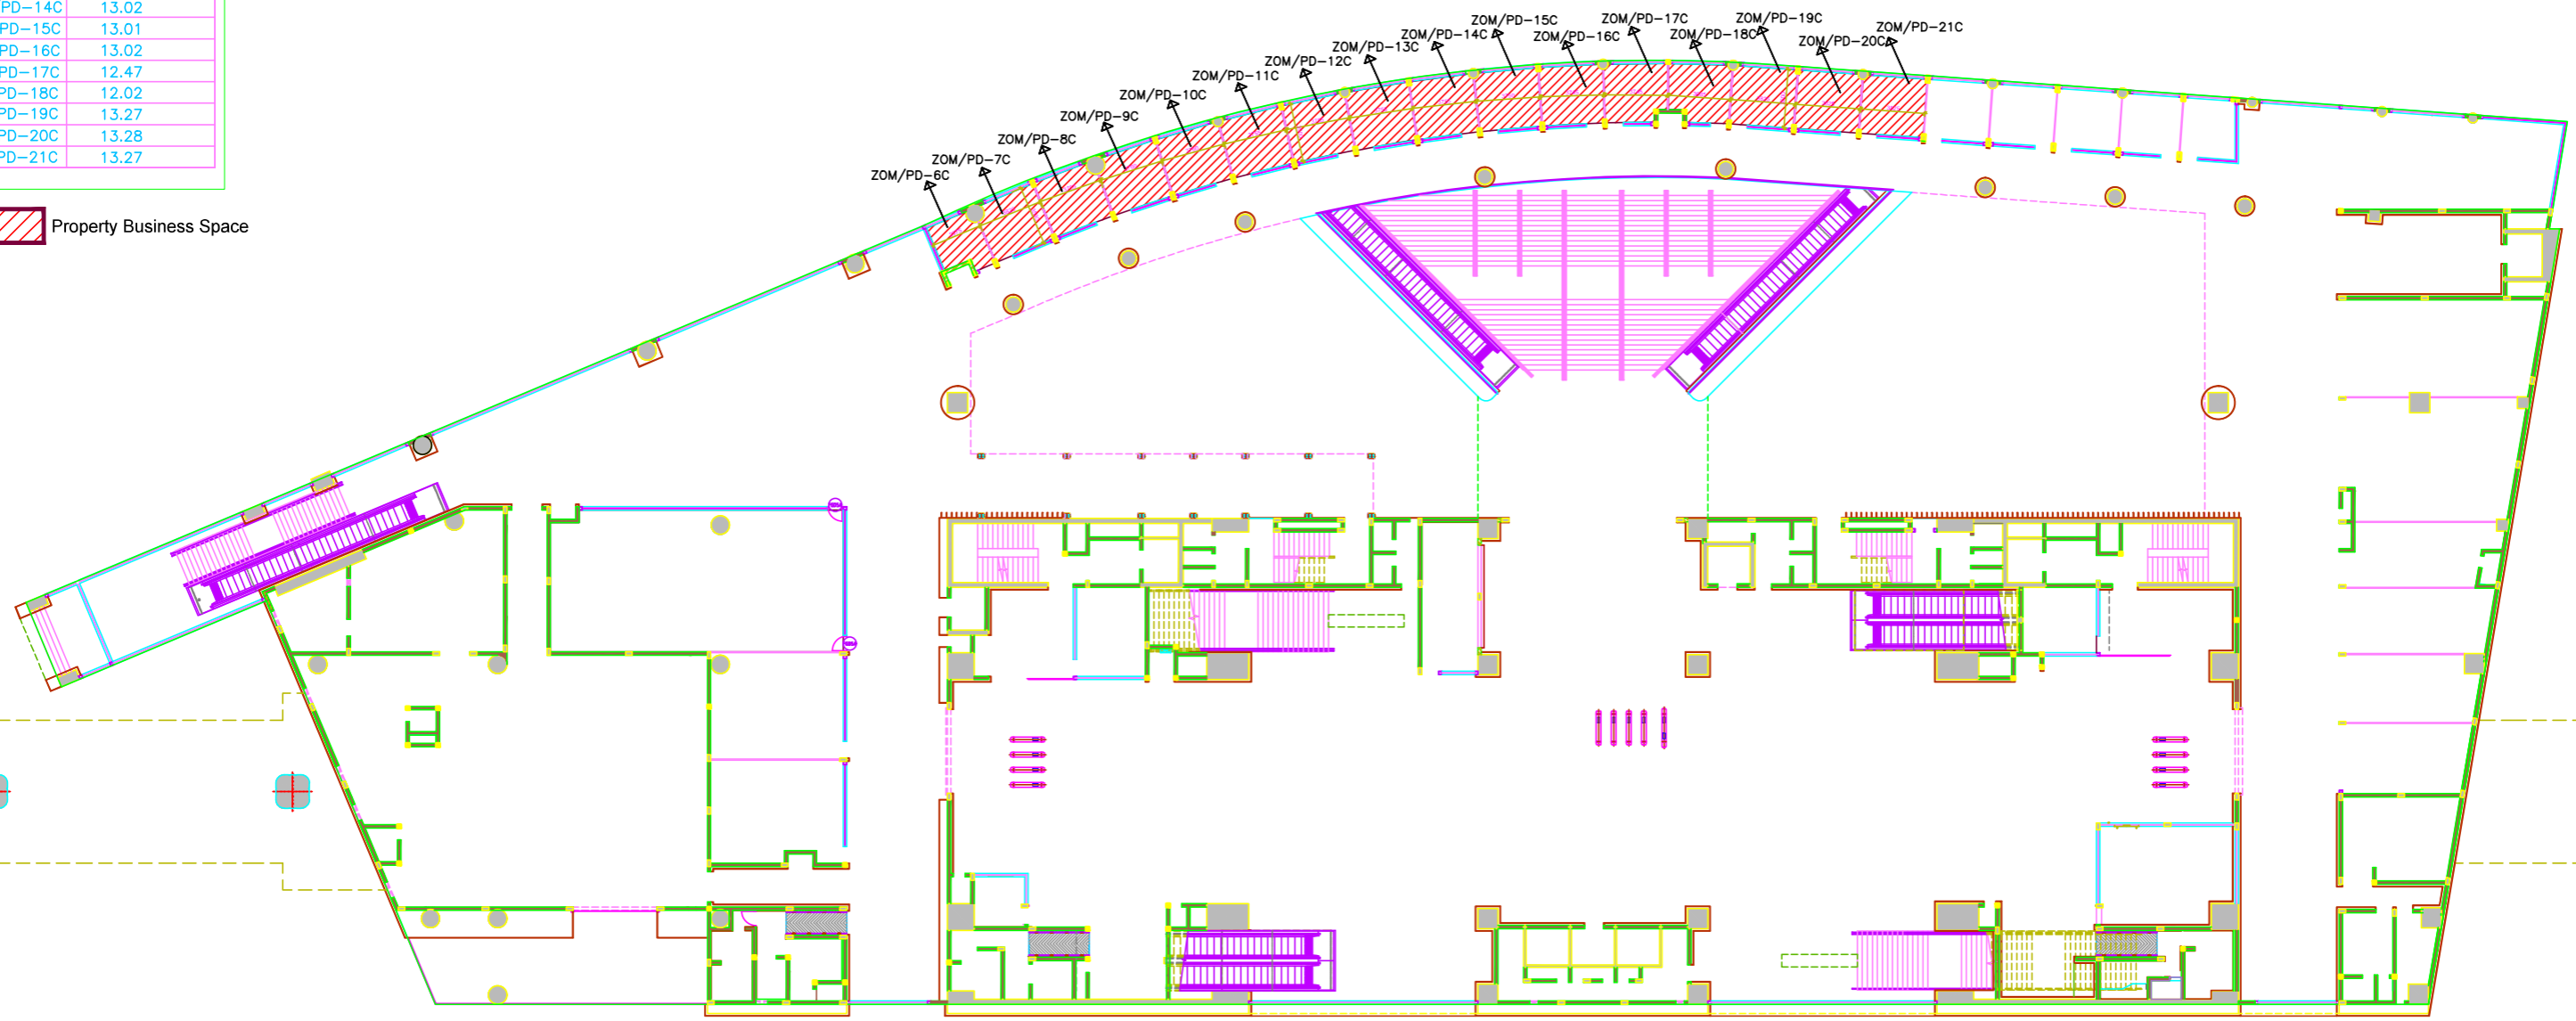 /PD-14C 13.02
PD-15C 13.01
PD-16C 13.02
PD-17C 12.47
PD-18C 12.02
PD-19C 13.27
PD-20C 13.28
PD-21C 13.27
Property Business Space
ZOM/PD-6C
ZOM/PD-7C
ZOM/PD-8C
ZOM/PD-9C
ZOM/PD-10C
ZOM/PD-11C
ZOM/PD-12C
ZOM/PD-13C
ZOM/PD-14C
ZOM/PD-15C
ZOM/PD-16C
ZOM/PD-17C
ZOM/PD-18C
ZOM/PD-19C
ZOM/PD-20C
ZOM/PD-21C